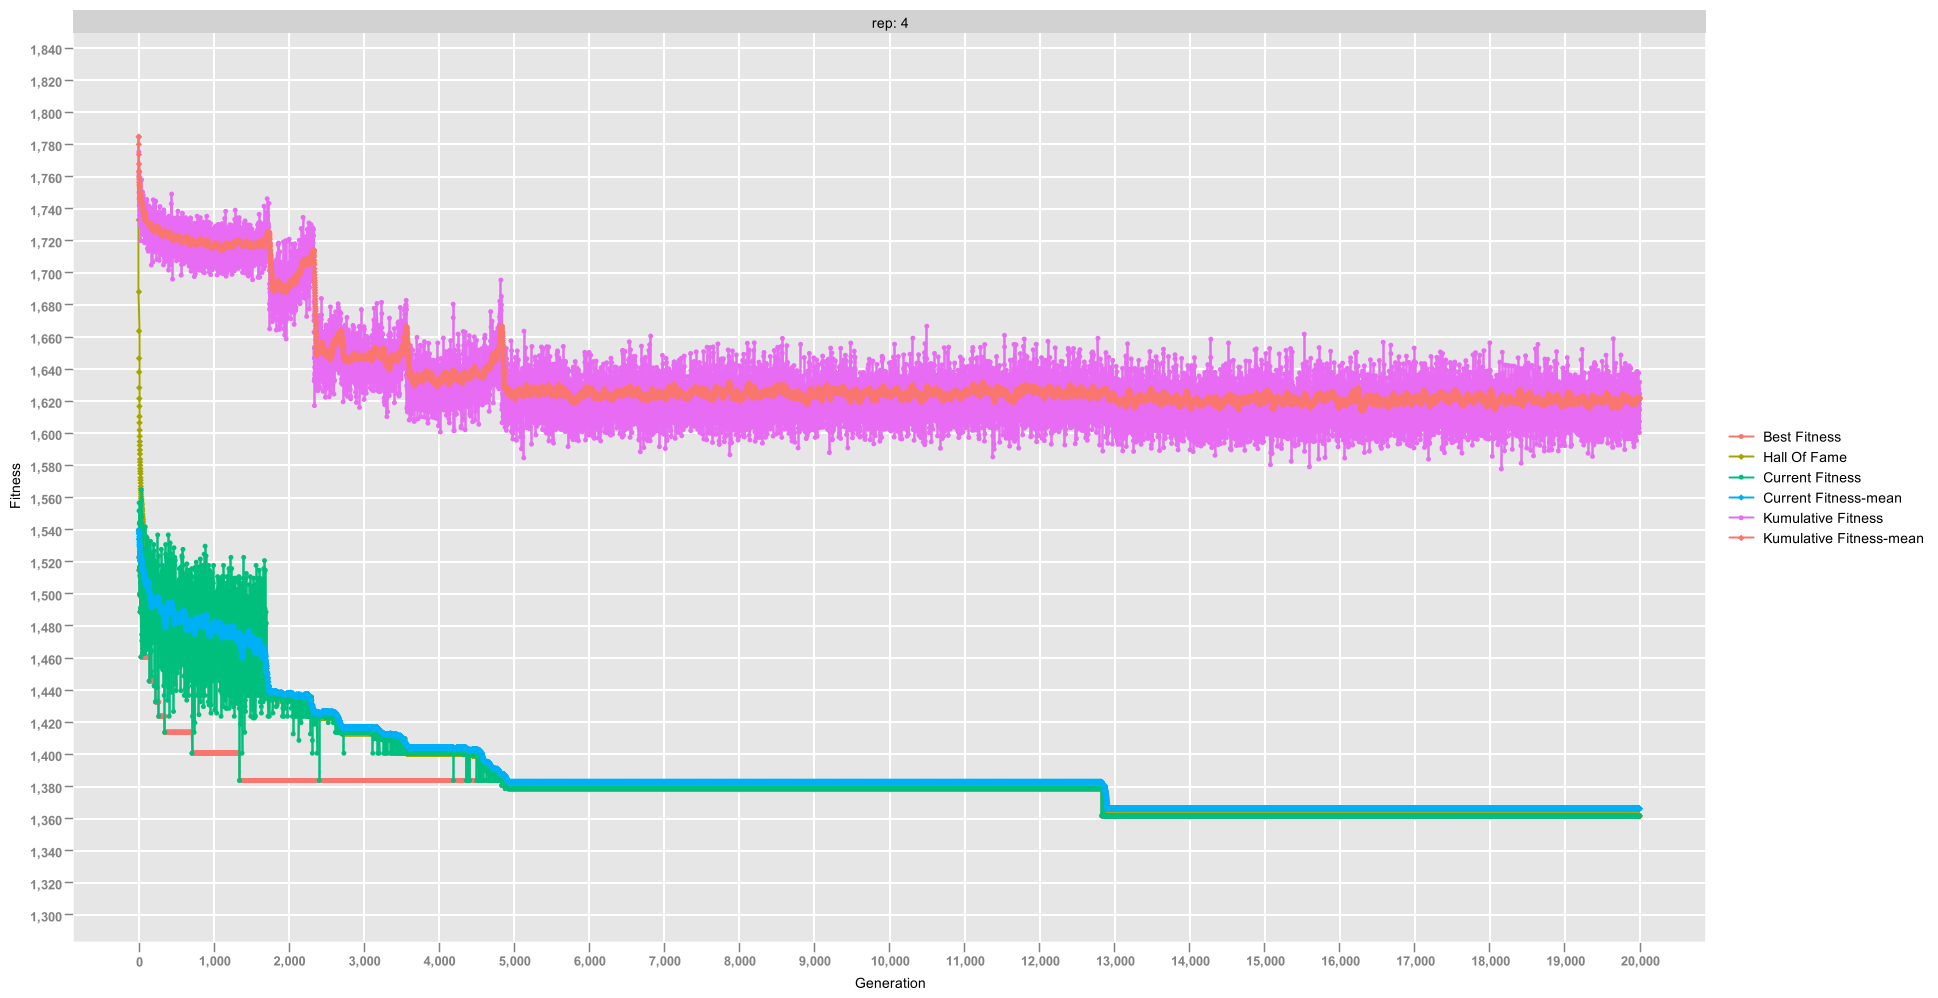 rep: 4
1,840
1,820
1,800
1,780
1,760
1,740
1,720
1,700
1,680
1,660
1,640
1,620
1,600
1,580
1,560
1,540
1,520
1,500
1,480
1,460
1,440
1,420
1,400
1,380
1,360
1,340
1,320
1,300
Fitness
0 1,000 2,000 3,000 4,000 5,000 6,000 7,000 8,000 9,000 10,000 11,000 12,000 13,000 14,000 15,000 16,000 17,000 18,000 19,000 20,000
Generation
Best Fitness
Hall Of Fame
Current Fitness
Current Fitness-mean
Kumulative Fitness
Kumulative Fitness-mean